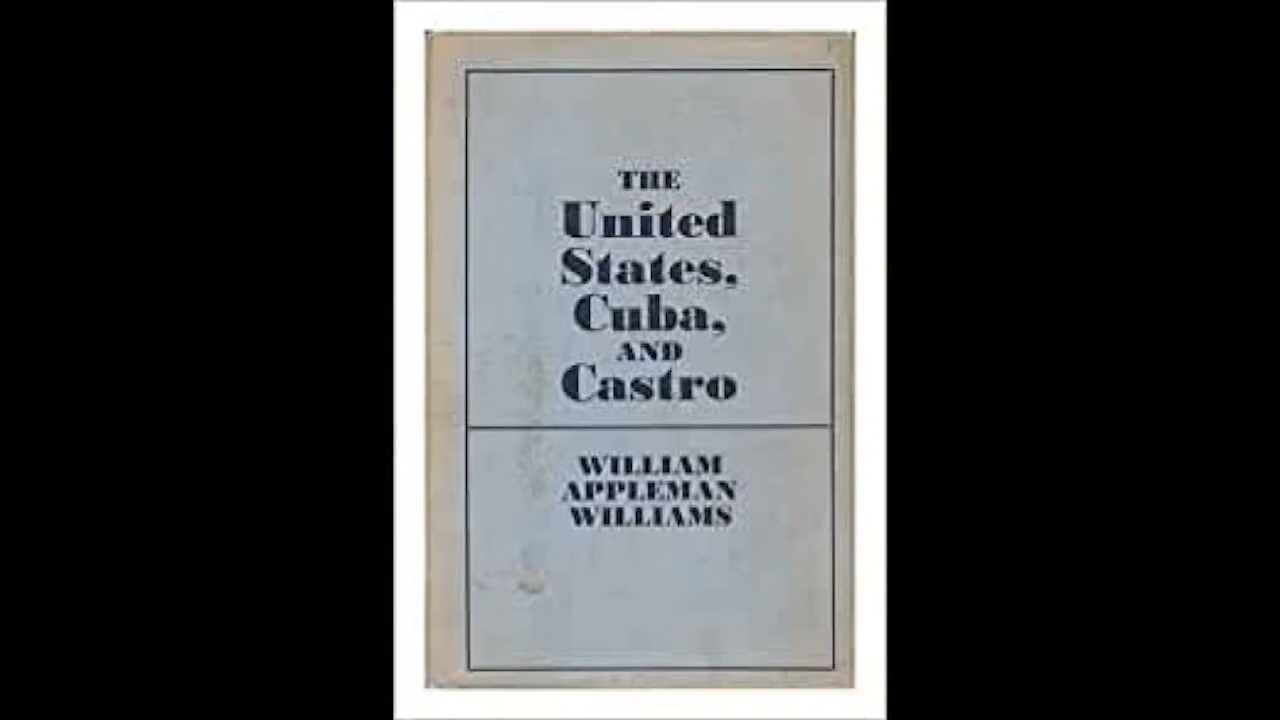 THE
United
States,
Cuba,
AND
Castro
WILLIAM
APPLEMAN
WILLIAMS